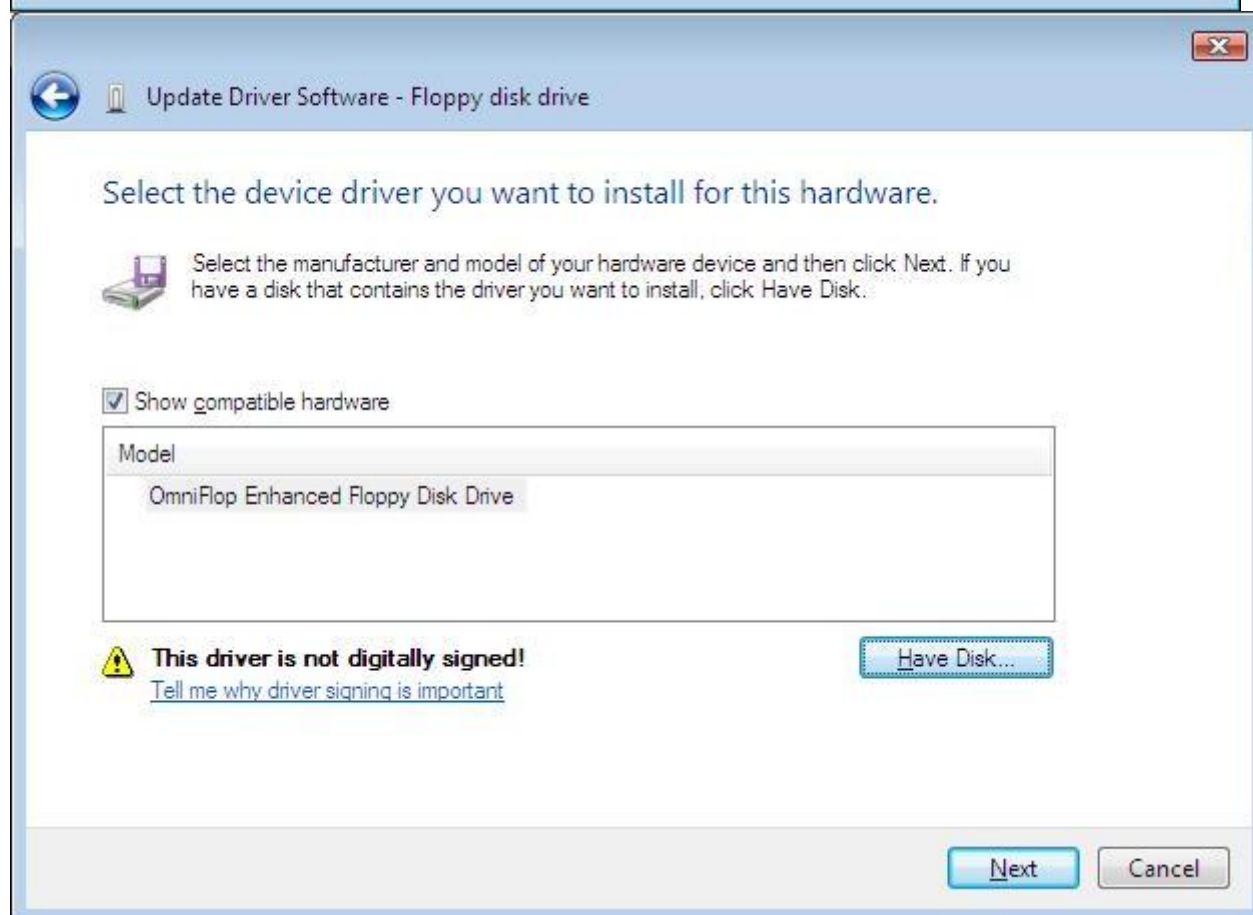 Update Driver Software - Floppy disk drive
Select the device driver you want to install for this hardware.
Select the manufacturer and model of your hardware device and then click Next. If you
have a disk that contains the driver you want to install, click Have Disk.
Show compatible hardware
Model
OmniFlop Enhanced Floppy Disk Drive
This driver is not digitally signed!
Have Disk...
Tell me why driver signing is important
Next
Cancel